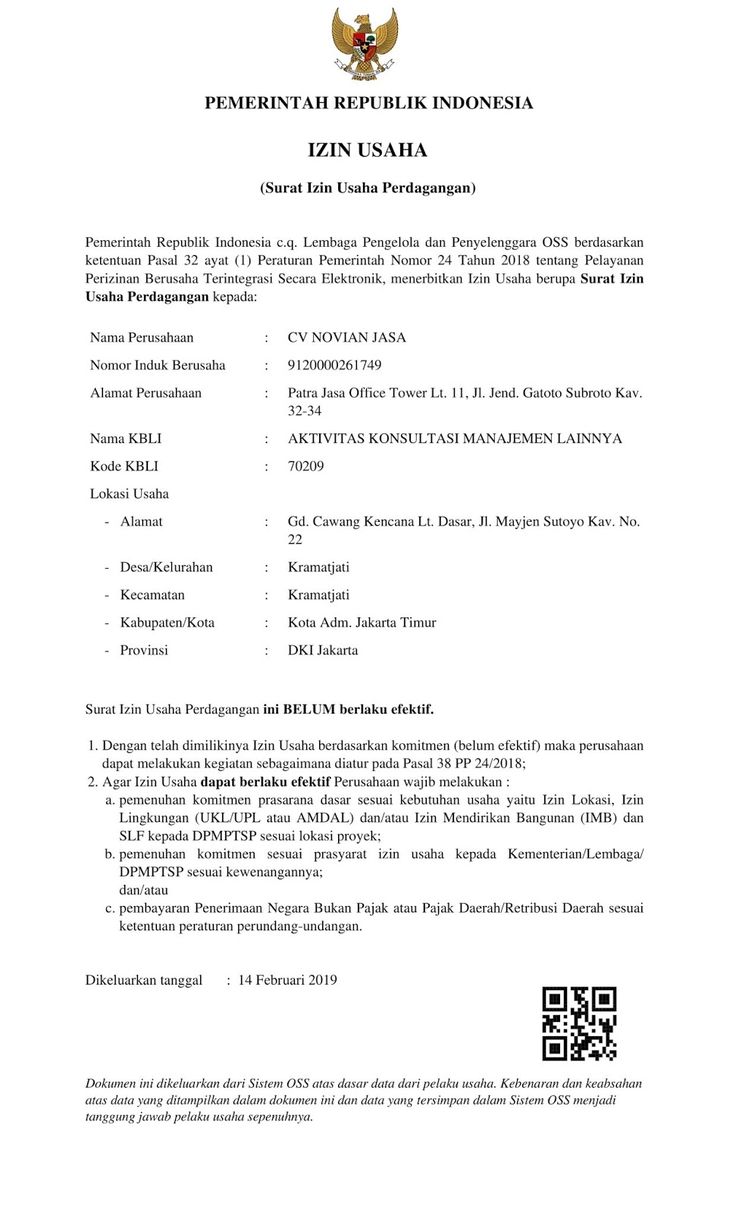 PEMERINTAH REPUBLIK INDONESIA
IZIN USAHA
(Surat Izin Usaha Perdagangan)
Pemerintah Republik Indonesia c.q. Lembaga Pengelola dan Penyelenggara OSS berdasarkan
ketentuan Pasal 32 ayat (1) Peraturan Pemerintah Nomor 24 Tahun 2018 tentang Pelayanan
Perizinan Berusaha Terintegrasi Secara Elektronik, menerbitkan Izin Usaha berupa Surat Izin
Usaha Perdagangan kepada:
Nama Perusahaan : CV NOVIAN JASA
Nomor Induk Berusaha : 9120000261749
Alamat Perusahaan : Patra Jasa Office Tower Lt. 11, Jl. Jend. Gatoto Subroto Kav.
32-34
Nama KBLI : AKTIVITAS KONSULTASI MANAJEMEN LAINNYA
Kode KBLI : 70209
Lokasi Usaha
- Alamat : Gd. Cawang Kencana Lt. Dasar, Jl. Mayjen Sutoyo Kav. No.
22
- Desa/Kelurahan : Kramatjati
- Kecamatan : Kramatjati
- Kabupaten/Kota : Kota Adm. Jakarta Timur
- Provinsi : DKI Jakarta
Surat Izin Usaha Perdagangan ini BELUM berlaku efektif.
1. Dengan telah dimilikinya Izin Usaha berdasarkan komitmen (belum efektif) maka perusahaan
dapat melakukan kegiatan sebagaimana diatur pada Pasal 38 PP 24/2018;
2. Agar Izin Usaha dapat berlaku efektif Perusahaan wajib melakukan :
a. pemenuhan komitmen prasarana dasar sesuai kebutuhan usaha yaitu Izin Lokasi, Izin
Lingkungan (UKL/UPL atau AMDAL) dan/atau Izin Mendirikan Bangunan (IMB) dan
SLF kepada DPMPTSP sesuai lokasi proyek;
b. pemenuhan komitmen sesuai prasyarat izin usaha kepada Kementerian/Lembaga/
DPMPTSP sesuai kewenangannya;
dan/atau
c. pembayaran Penerimaan Negara Bukan Pajak atau Pajak Daerah/Retribusi Daerah sesuai
ketentuan peraturan perundang-undangan.
Dikeluarkan tanggal : 14 Februari 2019
Dokumen ini dikeluarkan dari Sistem OSS atas dasar data dari pelaku usaha. Kebenaran dan keabsahan
atas data yang ditampilkan dalam dokumen ini dan data yang tersimpan dalam Sistem OSS menjadi
tanggung jawab pelaku usaha sepenuhnya.